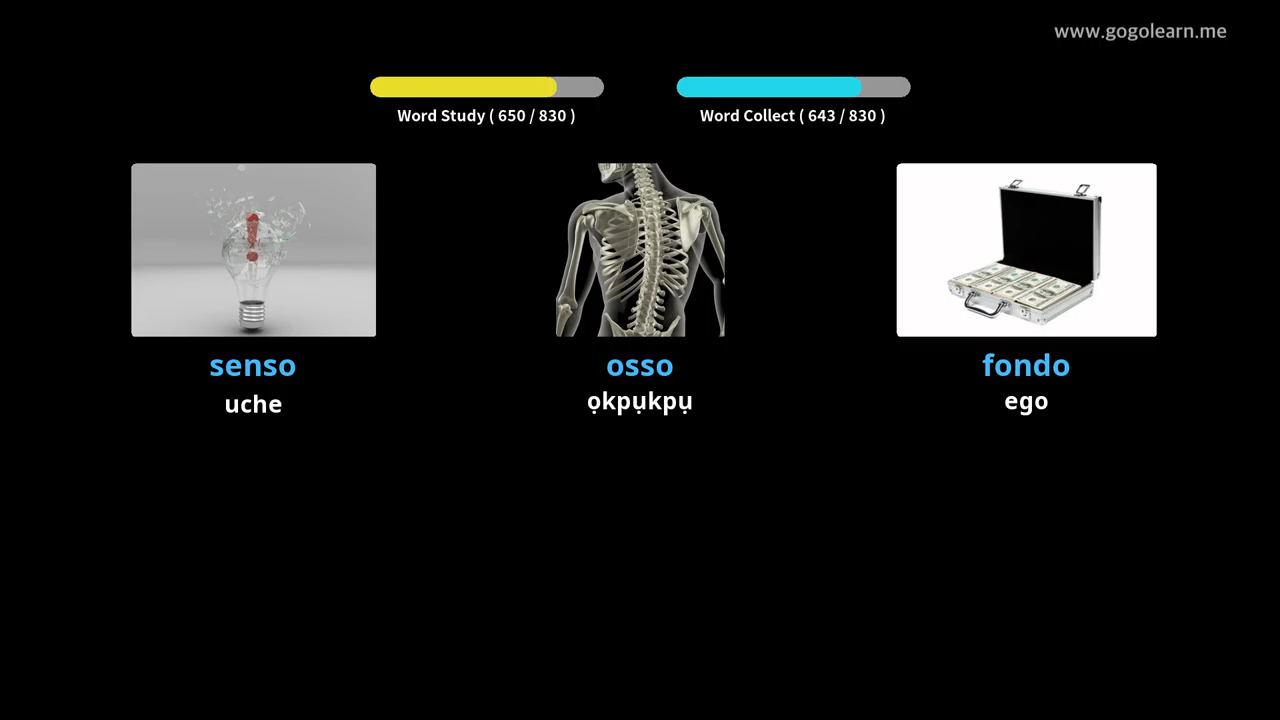 www.gogolearn.me
Word Study ( 650 / 830 )
Word Collect ( 643 / 830 )
senso
uche
osso
ọkpụkpụ
fondo
ego